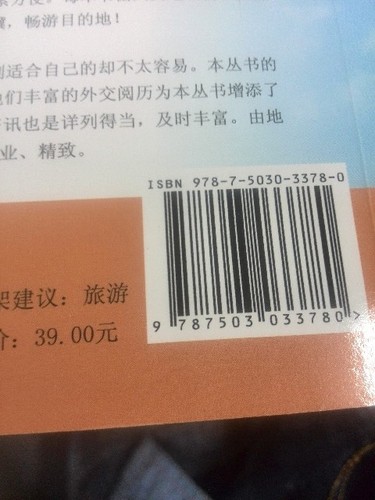 翼，畅游目的地！
适合自己的却不太容易。本丛书的
他们丰富的外交阅历为本丛书增添了
讯也是详列得当，及时丰富。由地
业、精致。
ISBN 978-7-5030-3378-0
架建议：旅游
价：39.00元
9 787503 033780 >